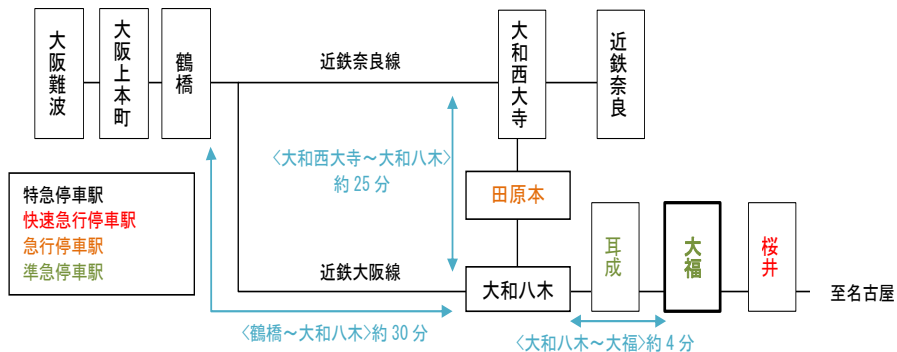 大阪難波
大阪上本町
鶴橋
近鉄奈良線
大和西大寺
近鉄奈良
〈大和西大寺～大和八木〉
約25分
田原本
特急停車駅
快速急行停車駅
急行停車駅
準急停車駅
近鉄大阪線
大和八木
耳成
大福
桜井
至名古屋
〈鶴橋～大和八木〉約30分
〈大和八木～大福〉約4分